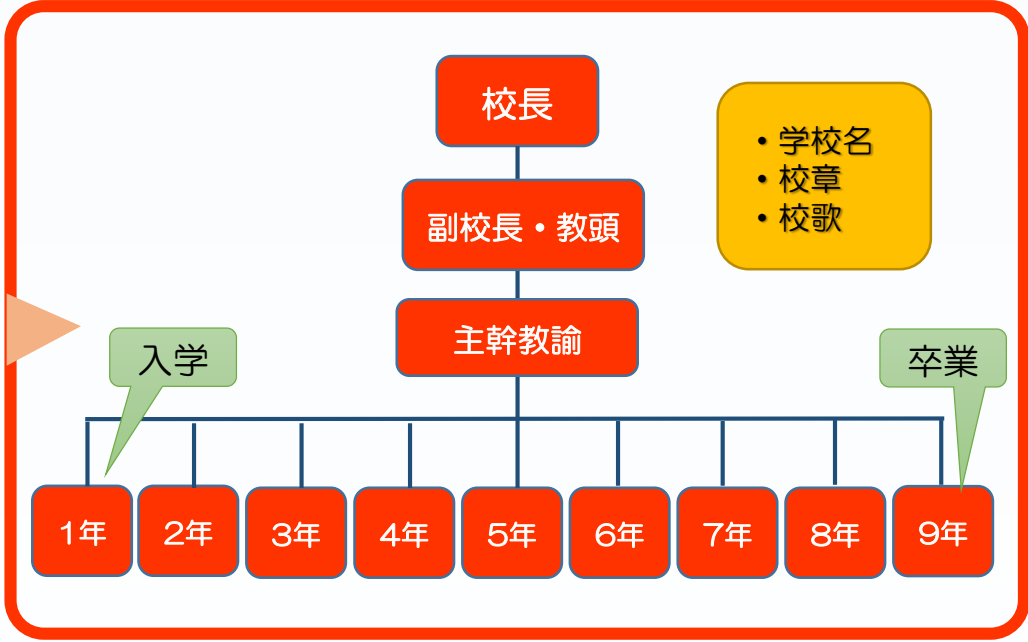 校長
・学校名
・校章
・校歌
副校長・教頭
主幹教諭
入学
卒業
1年
2年
3年
4年
5年
6年
7年
8年
9年